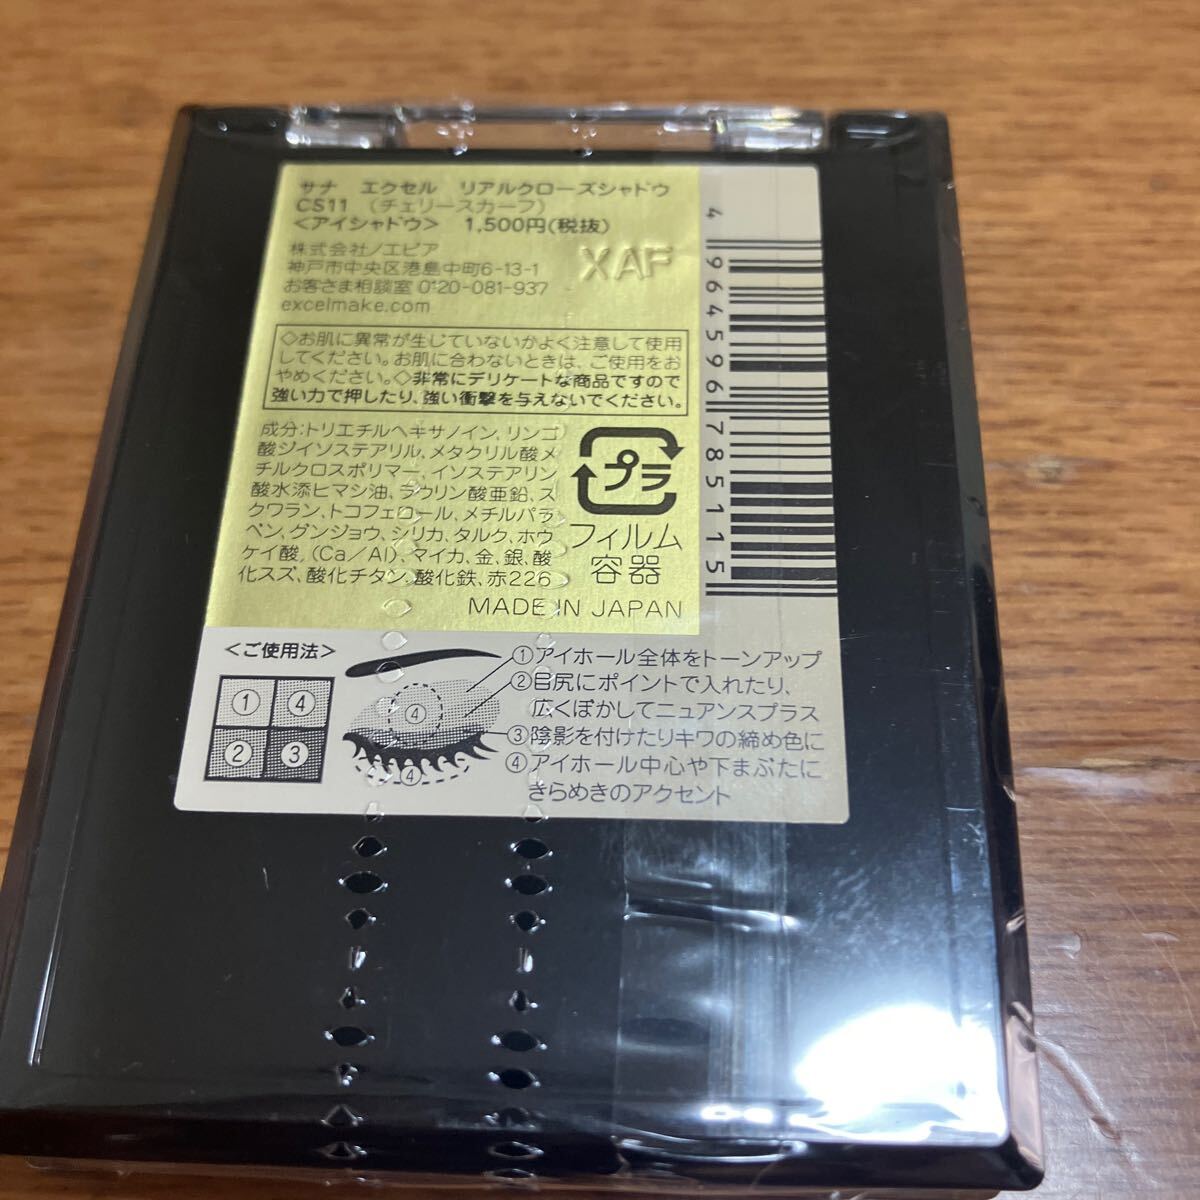 サナ　エクセル　リアルクローズシャドウ
CS11　（チェリースカーフ）
＜アイシャドウ＞　1,500円(税抜)
株式会社ノエビア
神戸市中央区港島中町6-13-1
お客さま相談室 0120-081-937
excelmake.com
XAF
◇お肌に異常が生じていないかよく注意して使用
してください。お肌に合わないときは、ご使用をお
やめください。◇非常にデリケートな商品ですので
強い力で押したり、強い衝撃を与えないでください。
成分：トリエチルヘキサノイン、リンゴ
酸ジイソステアリル、メタクリル酸メ
チルクロスポリマー、イソステアリン
酸水添ヒマシ油、ラウリン酸亜鉛、ス
クワラン、トコフェロール、メチルパラ
ベン、グンジョウ、シリカ、タルク、ホウ
ケイ酸、(Ca／Al)、マイカ、金、銀、酸
化スズ、酸化チタン、酸化鉄、赤226
プラ
フィルム
容器
MADE IN JAPAN
4 964596 785115
＜ご使用法＞
① ④
② ③
④
④
①アイホール全体をトーンアップ
②目尻にポイントで入れたり、
広くぼかしてニュアンスプラス
③陰影を付けたりキワの締め色に
④アイホール中心や下まぶたに
きらめきのアクセント